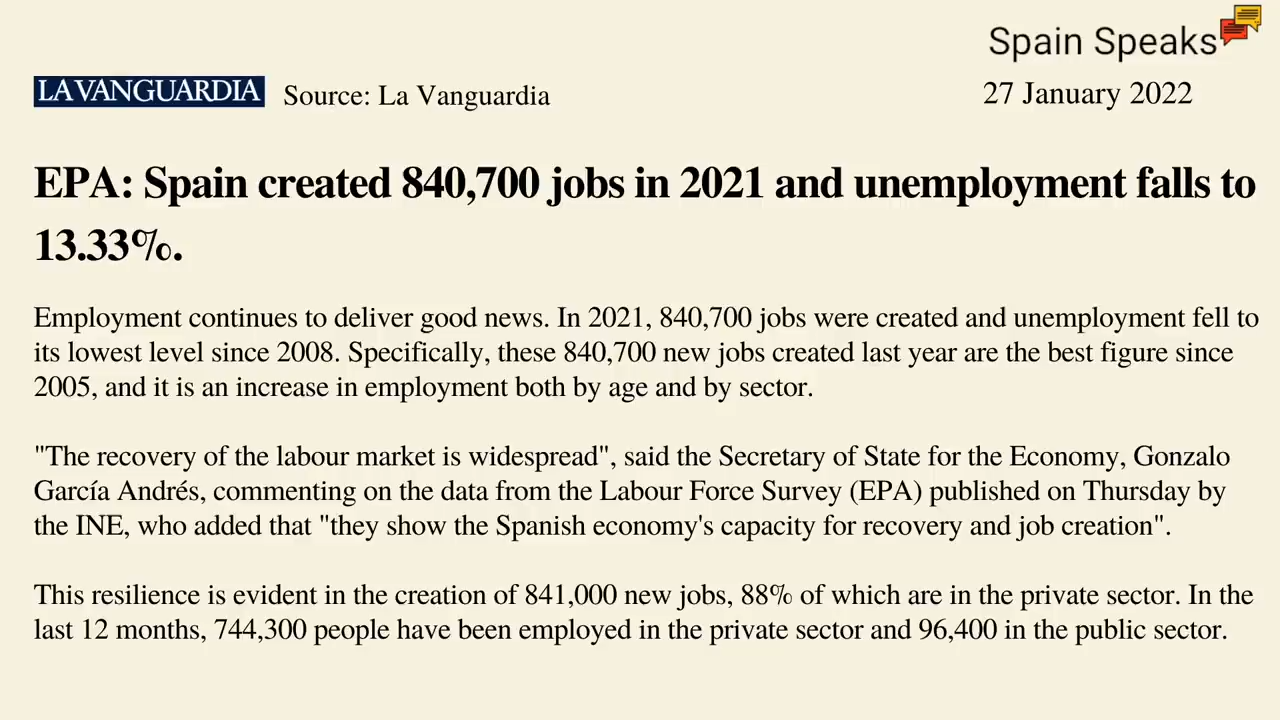 Spain Speaks
LA VANGUARDIA Source: La Vanguardia
27 January 2022
EPA: Spain created 840,700 jobs in 2021 and unemployment falls to
13.33%.
Employment continues to deliver good news. In 2021, 840,700 jobs were created and unemployment fell to
its lowest level since 2008. Specifically, these 840,700 new jobs created last year are the best figure since
2005, and it is an increase in employment both by age and by sector.
"The recovery of the labour market is widespread", said the Secretary of State for the Economy, Gonzalo
García Andrés, commenting on the data from the Labour Force Survey (EPA) published on Thursday by
the INE, who added that "they show the Spanish economy's capacity for recovery and job creation".
This resilience is evident in the creation of 841,000 new jobs, 88% of which are in the private sector. In the
last 12 months, 744,300 people have been employed in the private sector and 96,400 in the public sector.